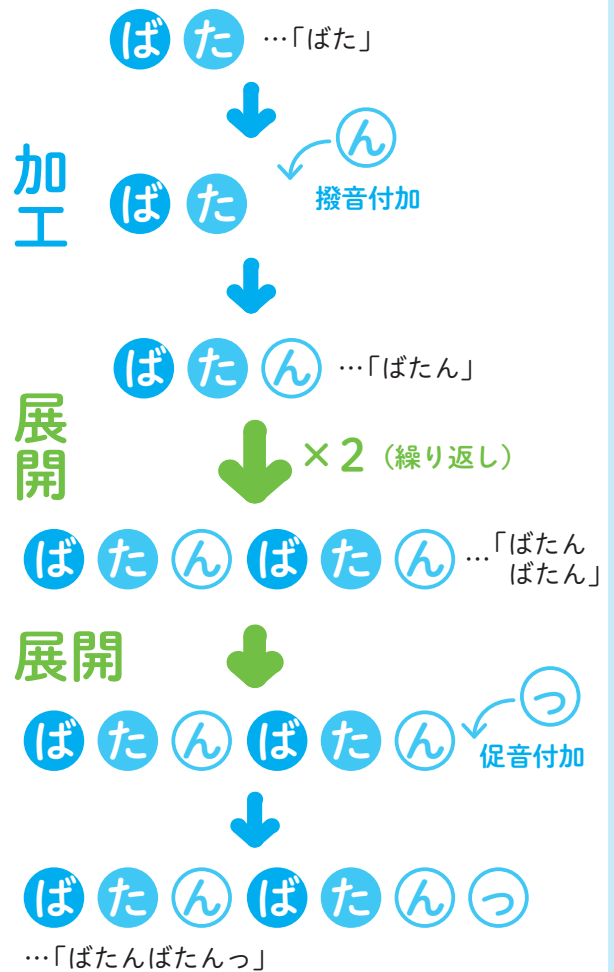 ばた …「ばた」
ん
加工
ばた
撥音付加
ばたん …「ばたん」
展開
×2（繰り返し）
ばたんばたん …「ばたん
ばたん」
展開
っ
ばたんばたん
促音付加
ばたんばたんっ
…「ばたんばたんっ」